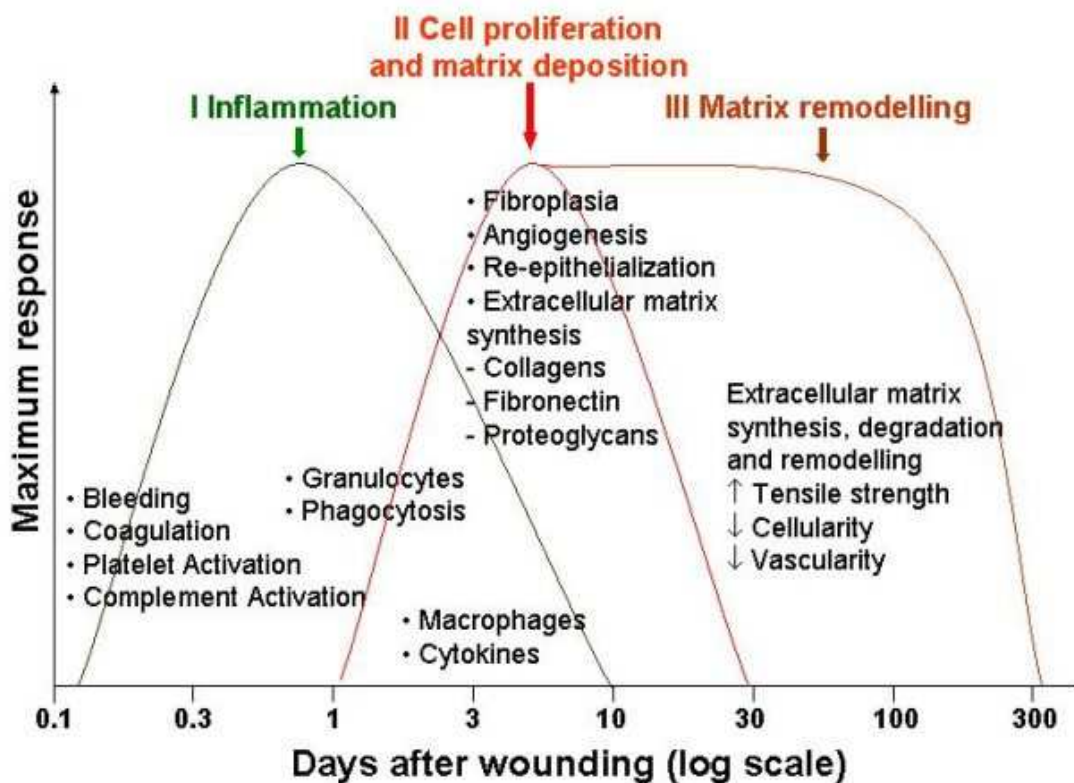 II Cell proliferation
and matrix deposition
I Inflammation
III Matrix remodelling
Maximum response
• Fibroplasia
• Angiogenesis
• Re-epithelialization
• Extracellular matrix
synthesis
- Collagens
- Fibronectin
- Proteoglycans
Extracellular matrix
synthesis, degradation
and remodelling
↑ Tensile strength
↓ Cellularity
↓ Vascularity
• Granulocytes
• Phagocytosis
• Bleeding
• Coagulation
• Platelet Activation
• Complement Activation
• Macrophages
• Cytokines
0.1 0.3 1 3 10 30 100 300
Days after wounding (log scale)